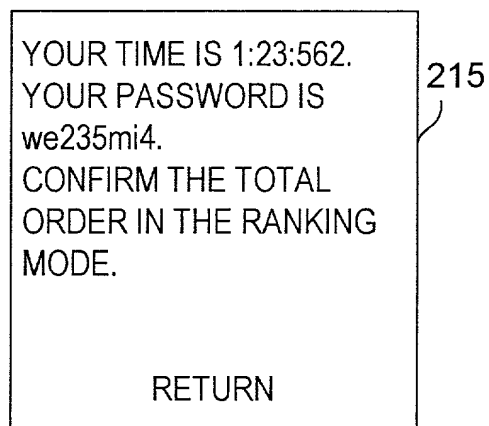 YOUR TIME IS 1:23:562.
YOUR PASSWORD IS
we235mi4.
CONFIRM THE TOTAL
ORDER IN THE RANKING
MODE.
RETURN
215